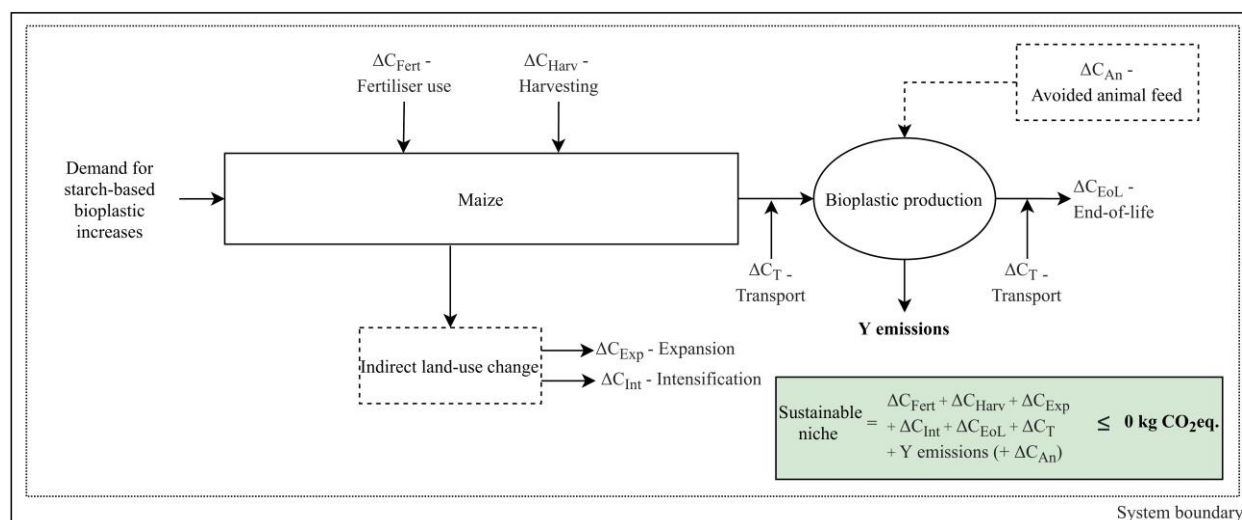 ΔC_Fert -
Fertiliser use
ΔC_Harv -
Harvesting
ΔC_An -
Avoided animal feed
Demand for
starch-based
bioplastic
increases
Maize
Bioplastic production
ΔC_EoL -
End-of-life
ΔC_T -
Transport
ΔC_T -
Transport
Y emissions
Indirect land-use change
ΔC_Exp - Expansion
ΔC_Int - Intensification
Sustainable
niche
=
ΔC_Fert + ΔC_Harv + ΔC_Exp
+ ΔC_Int + ΔC_EoL + ΔC_T
+ Y emissions (+ ΔC_An)
≤ 0 kg CO₂eq.
System boundary